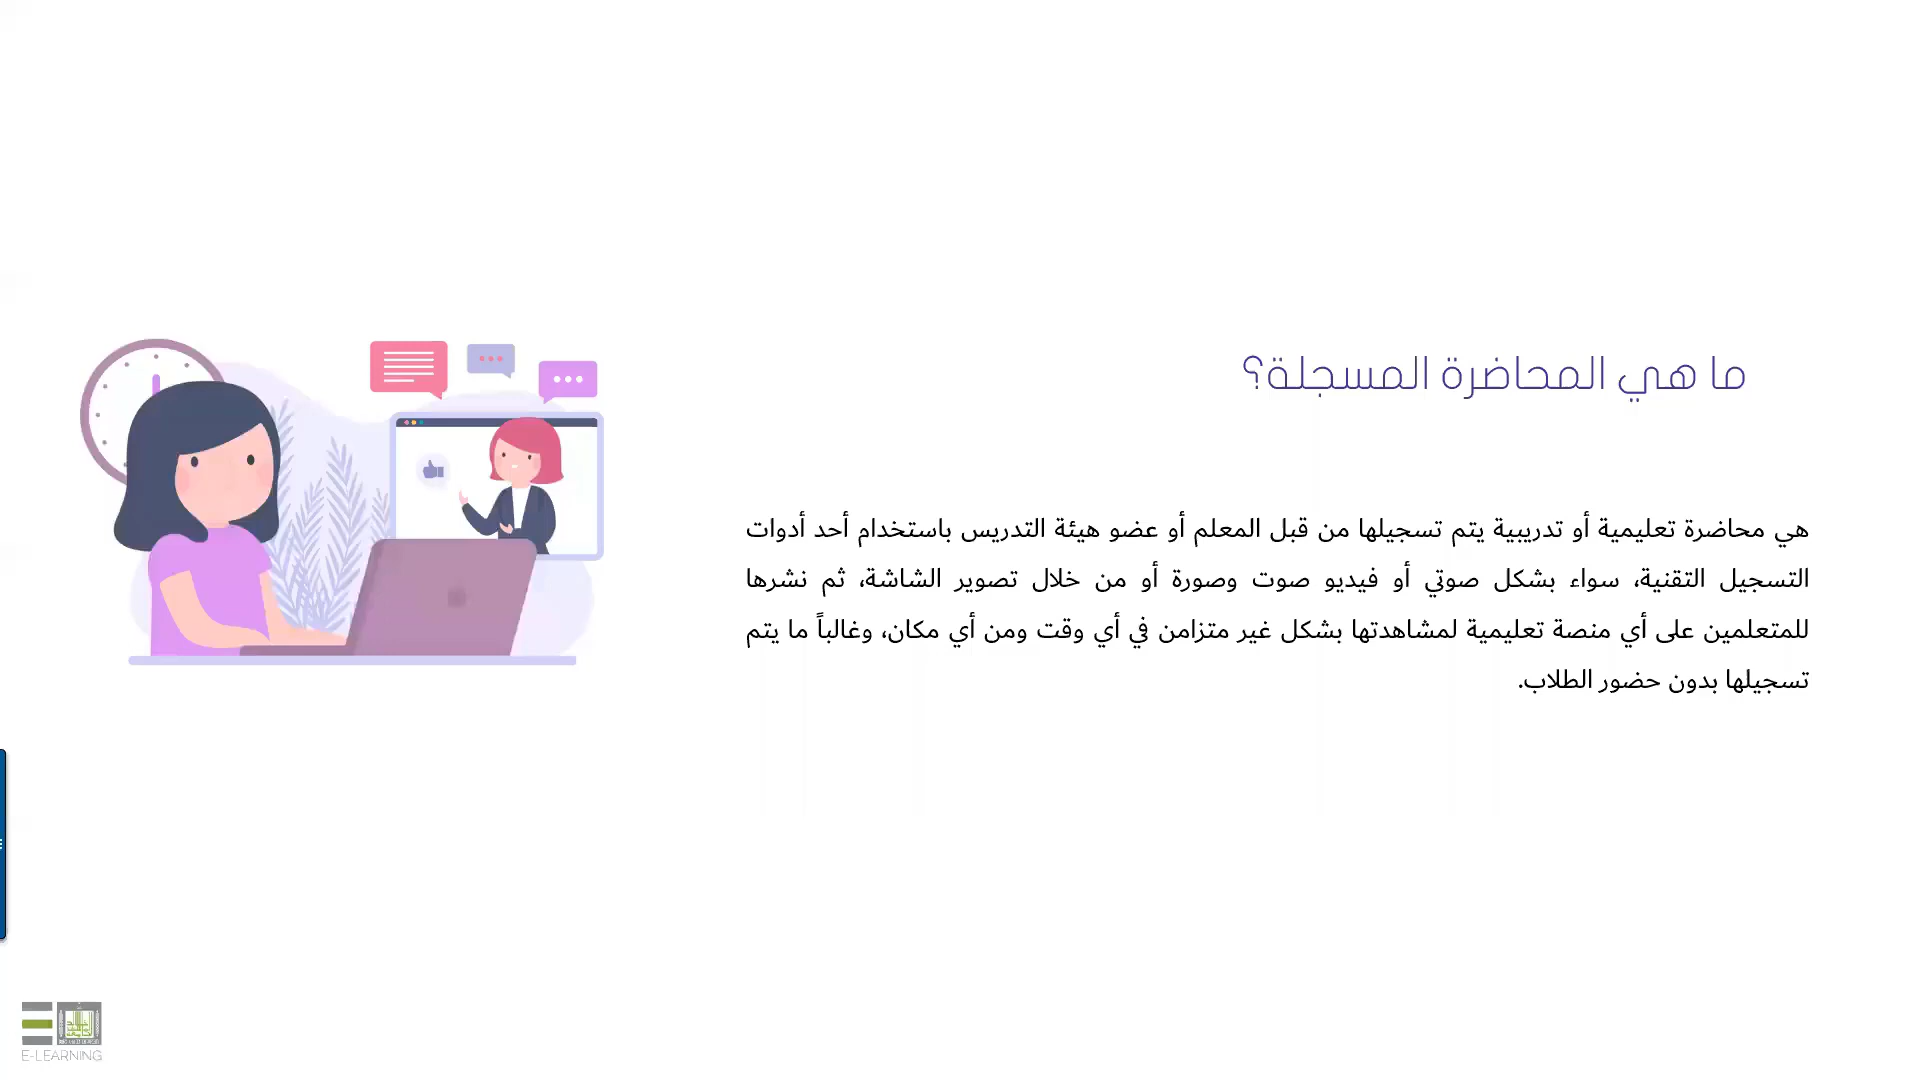 ما هي المحاضرة المسجلة؟
هي محاضرة تعليمية أو تدريبية يتم تسجيلها من قبل المعلم أو عضو هيئة التدريس باستخدام أحد أدوات
التسجيل التقنية، سواء بشكل صوتي أو فيديو صوت وصورة أو من خلال تصوير الشاشة، ثم نشرها
للمتعلمين على أي منصة تعليمية لمشاهدتها بشكل غير متزامن في أي وقت ومن أي مكان، وغالباً ما يتم
تسجيلها بدون حضور الطلاب.
E-LEARNING